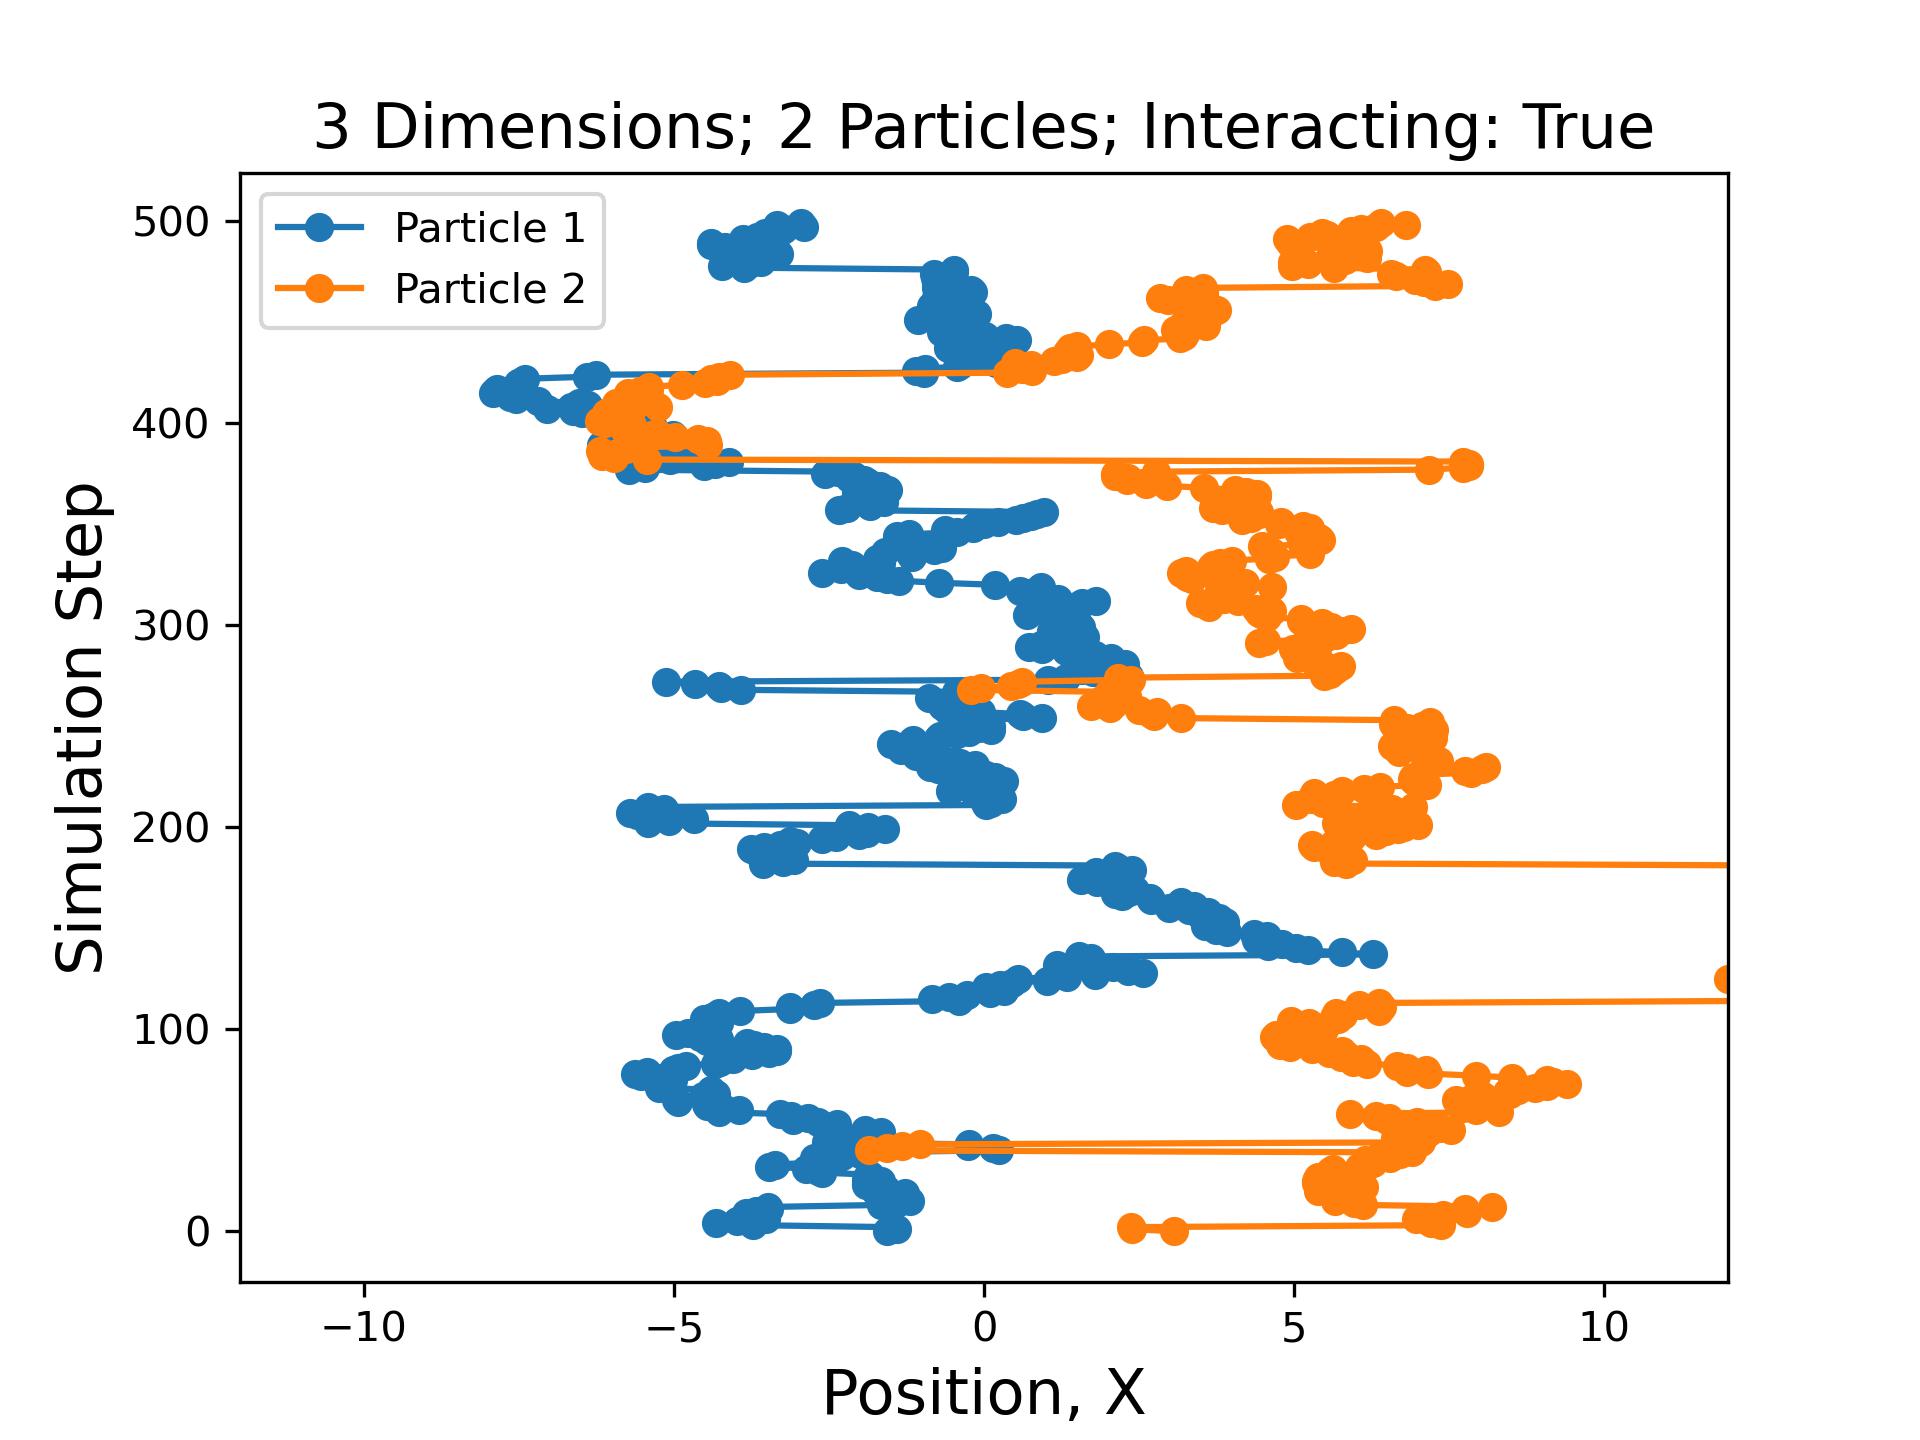 3 Dimensions; 2 Particles; Interacting: True
Particle 1
Particle 2
500
400
300
200
100
0
Simulation Step
−10
−5
0
5
10
Position, X